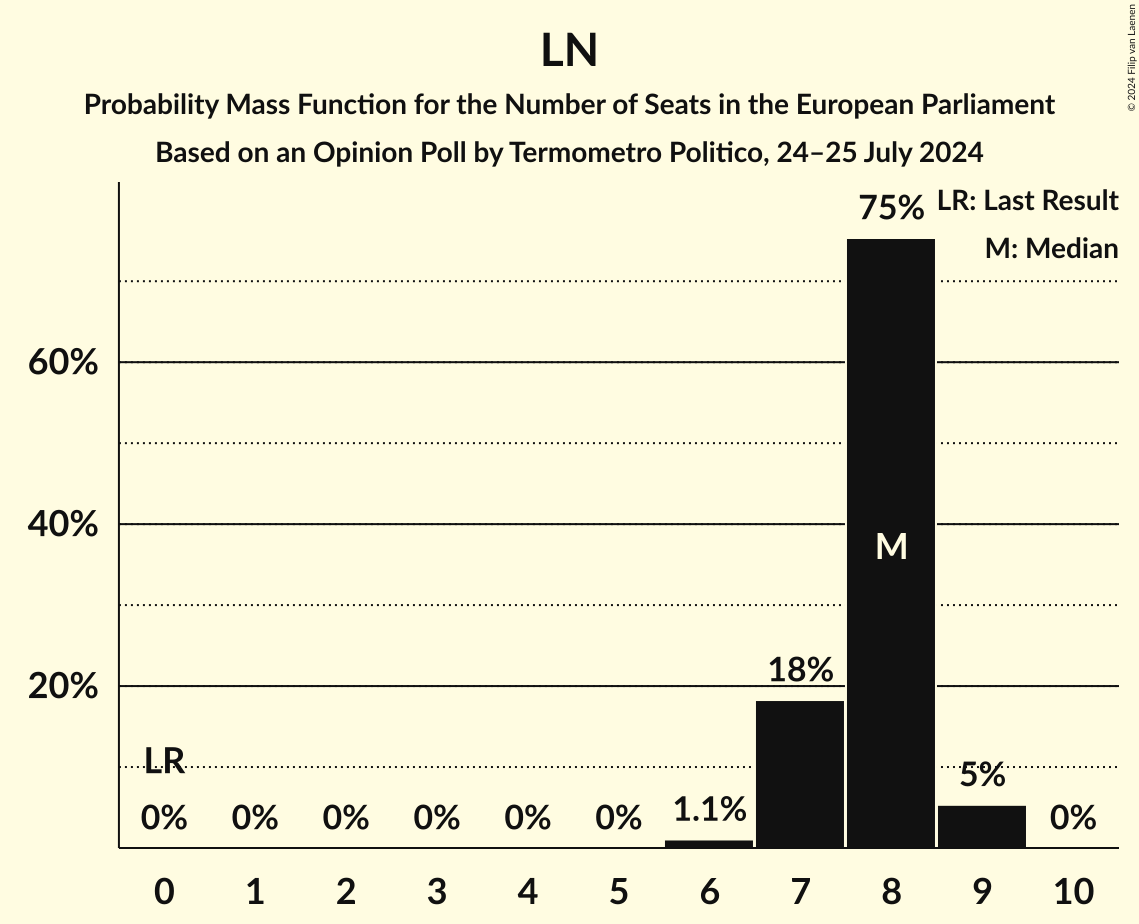 LN
Probability Mass Function for the Number of Seats in the European Parliament
Based on an Opinion Poll by Termometro Politico, 24–25 July 2024
© 2024 Filip van Laenen
LR: Last Result
M: Median
75%
60%
40%
M
18%
20%
LR
5%
0% 0% 0% 0% 0% 0% 1.1% 0%
0 1 2 3 4 5 6 7 8 9 10